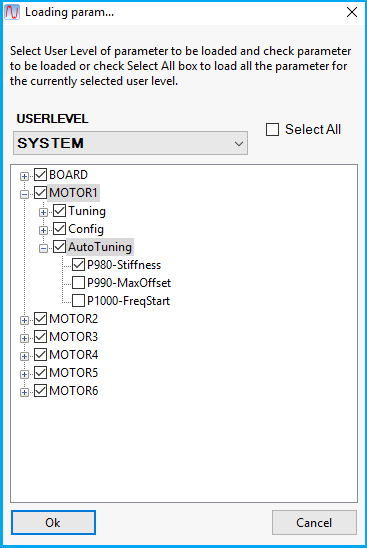 Loading param...
Select User Level of parameter to be loaded and check parameter
to be loaded or check Select All box to load all the parameter for
the currently selected user level.
USERLEVEL
SYSTEM
Select All
BOARD
MOTOR1
Tuning
Config
AutoTuning
P980-Stiffness
P990-MaxOffset
P1000-FreqStart
MOTOR2
MOTOR3
MOTOR4
MOTOR5
MOTOR6
Ok
Cancel